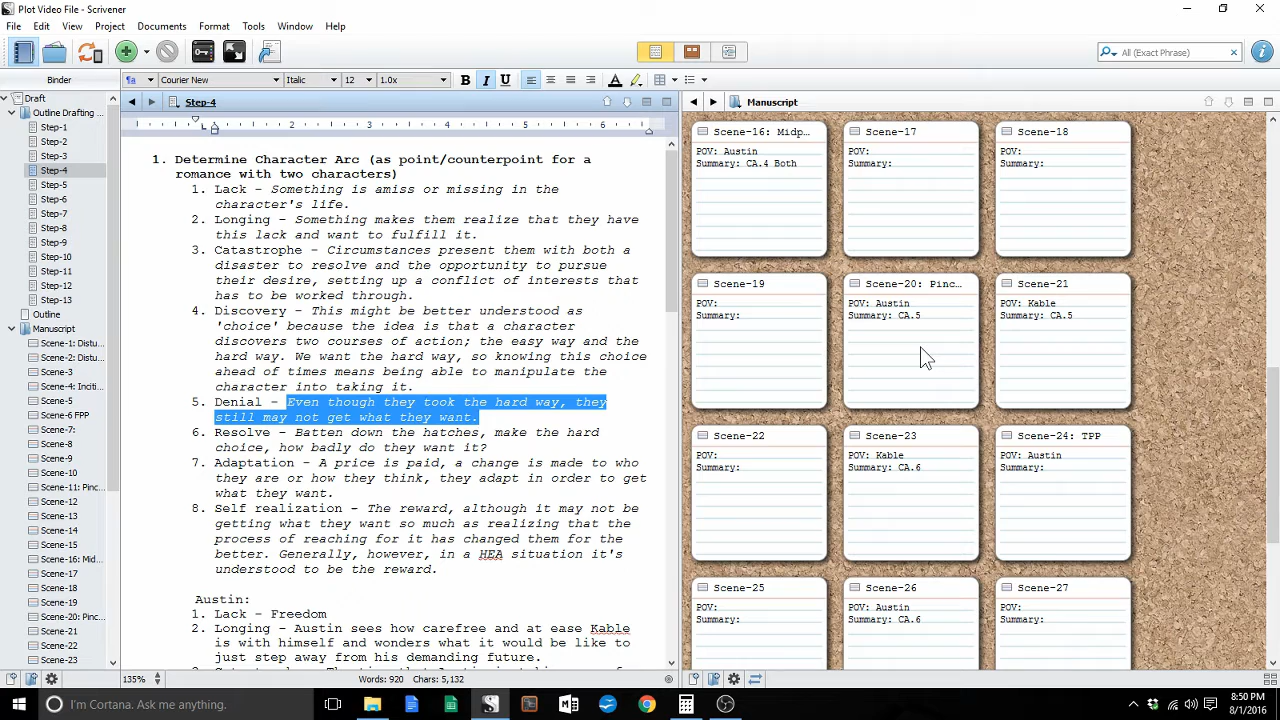 Plot Video File - Scrivener
File Edit View Project Documents Format Tools Window Help
All (Exact Phrase)
Binder
Courier New Italic 12 1.0x B I U A
Draft
Outline Drafting ...
Step-1
Step-2
Step-3
Step-4
Step-5
Step-6
Step-7
Step-8
Step-9
Step-10
Step-11
Step-12
Step-13
Outline
Manuscript
Scene-1: Distu...
Scene-2: Distu...
Scene-3
Scene-4: Inciti...
Scene-5
Scene-6 FPP
Scene-7:
Scene-8
Scene-9
Scene-10
Scene-11: Pinc...
Scene-12
Scene-13
Scene-14
Scene-15
Scene-16: Mid...
Scene-17
Scene-18
Scene-19
Scene-20: Pinc...
Scene-21
Scene-22
Scene-23
Step-4
2 3 4 5 6
1. Determine Character Arc (as point/counterpoint for a
romance with two characters)
1. Lack - Something is amiss or missing in the
character's life.
2. Longing - Something makes them realize that they have
this lack and want to fulfill it.
3. Catastrophe - Circumstances present them with both a
disaster to resolve and the opportunity to pursue
their desire, setting up a conflict of interests that
has to be worked through.
4. Discovery - This might be better understood as
'choice' because the idea is that a character
discovers two courses of action; the easy way and the
hard way. We want the hard way, so knowing this choice
ahead of times means being able to manipulate the
character into taking it.
5. Denial - Even though they took the hard way, they
still may not get what they want.
6. Resolve - Batten down the hatches, make the hard
choice, how badly do they want it?
7. Adaptation - A price is paid, a change is made to who
they are or how they think, they adapt in order to get
what they want.
8. Self realization - The reward, although it may not be
getting what they want so much as realizing that the
process of reaching for it has changed them for the
better. Generally, however, in a HEA situation it's
understood to be the reward.
Austin:
1. Lack - Freedom
2. Longing - Austin sees how carefree and at ease Kable
is with himself and wonders what it would be like to
just step away from his demanding future.
135%
Words: 920 Chars: 5,132
Manuscript
Scene-16: Midp...
POV: Austin
Summary: CA.4 Both
Scene-17
POV:
Summary:
Scene-18
POV:
Summary:
Scene-19
POV:
Summary:
Scene-20: Pinc...
POV: Austin
Summary: CA.5
Scene-21
POV: Kable
Summary: CA.5
Scene-22
POV:
Summary:
Scene-23
POV: Kable
Summary: CA.6
Scene-24: TPP
POV: Austin
Summary:
Scene-25
POV:
Summary:
Scene-26
POV: Austin
Summary: CA.6
Scene-27
POV:
Summary:
I'm Cortana. Ask me anything.
8:50 PM
8/1/2016